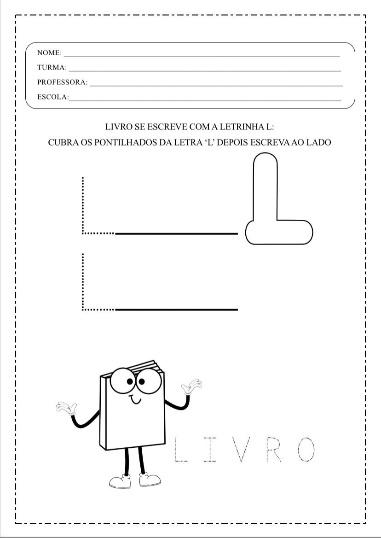 NOME:
TURMA:
PROFESSORA:
ESCOLA:
LIVRO SE ESCREVE COM A LETRINHA L:
CUBRA OS PONTILHADOS DA LETRA ‘L’ DEPOIS ESCREVA AO LADO
L
L
L
LIVRO